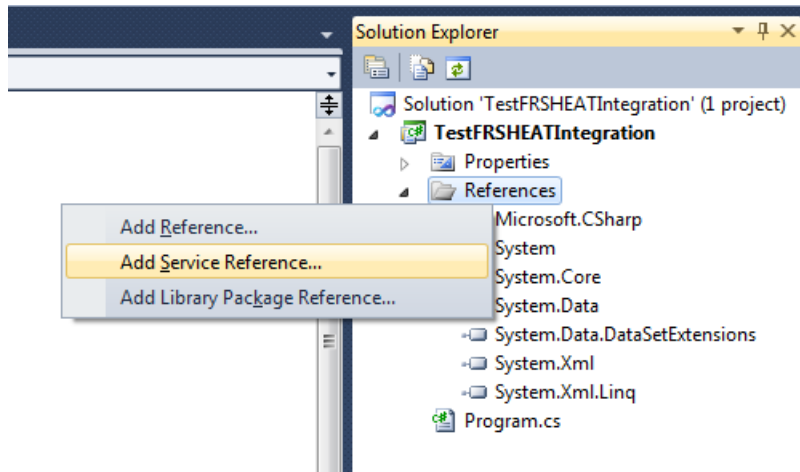 Solution Explorer
Solution 'TestFRSHEATIntegration' (1 project)
TestFRSHEATIntegration
Properties
References
Microsoft.CSharp
System
System.Core
System.Data
System.Data.DataSetExtensions
System.Xml
System.Xml.Linq
Program.cs
Add Reference...
Add Service Reference...
Add Library Package Reference...